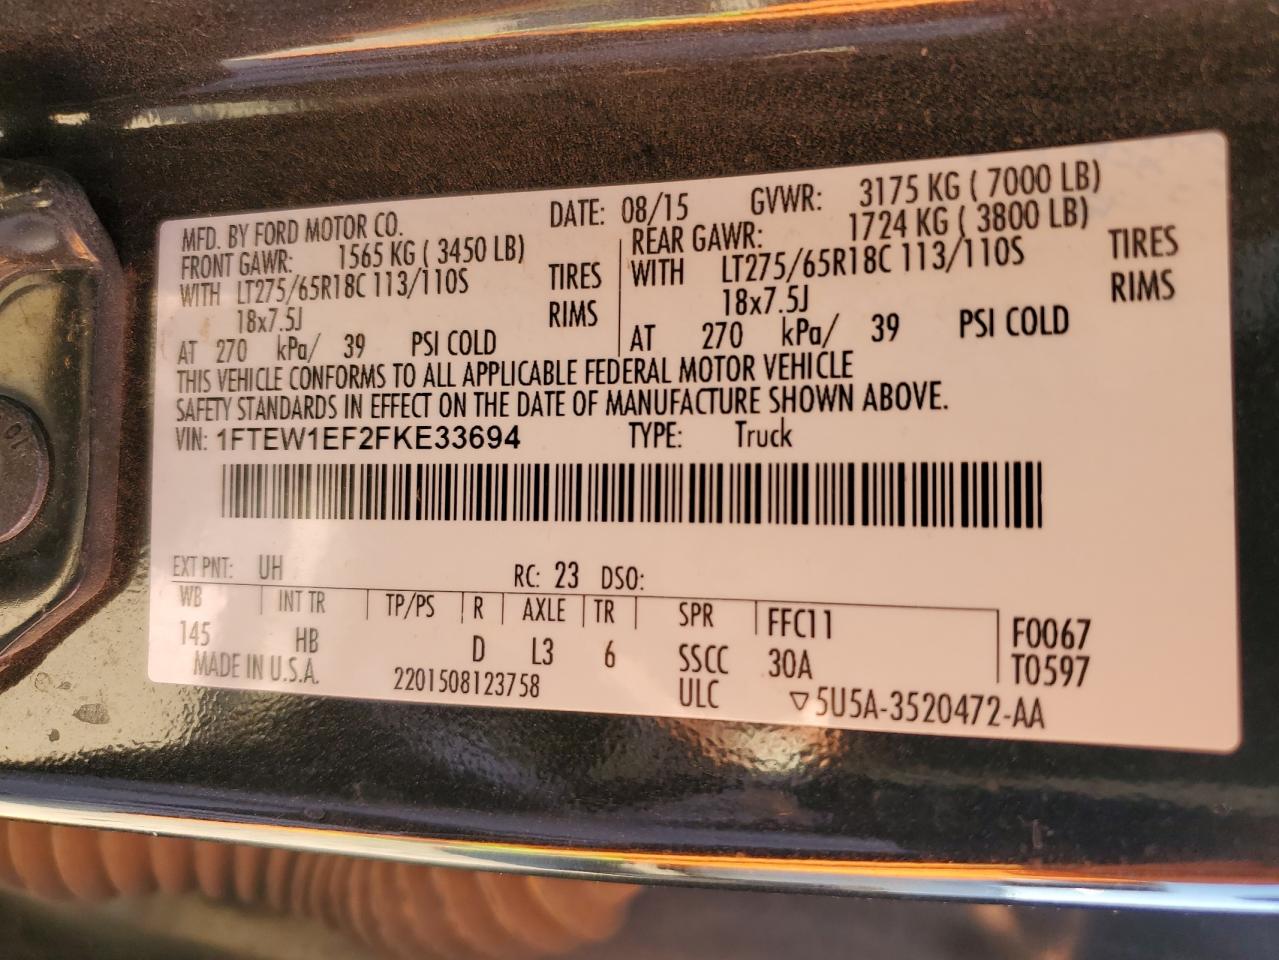 MFD. BY FORD MOTOR CO. DATE: 08/15 GVWR: 3175 KG ( 7000 LB)
FRONT GAWR: 1565 KG ( 3450 LB) REAR GAWR: 1724 KG ( 3800 LB)
WITH LT275/65R18C 113/110S TIRES WITH LT275/65R18C 113/110S TIRES
18x7.5J RIMS 18x7.5J RIMS
AT 270 kPa/ 39 PSI COLD AT 270 kPa/ 39 PSI COLD
THIS VEHICLE CONFORMS TO ALL APPLICABLE FEDERAL MOTOR VEHICLE
SAFETY STANDARDS IN EFFECT ON THE DATE OF MANUFACTURE SHOWN ABOVE.
VIN: 1FTEW1EF2FKE33694 TYPE: Truck
EXT PNT: UH RC: 23 DSO:
WB INT TR TP/PS R AXLE TR SPR FFC11 F0067
145 HB D L3 6 SSCC 30A T0597
MADE IN U.S.A. 2201508123758 ULC ▽5U5A-3520472-AA